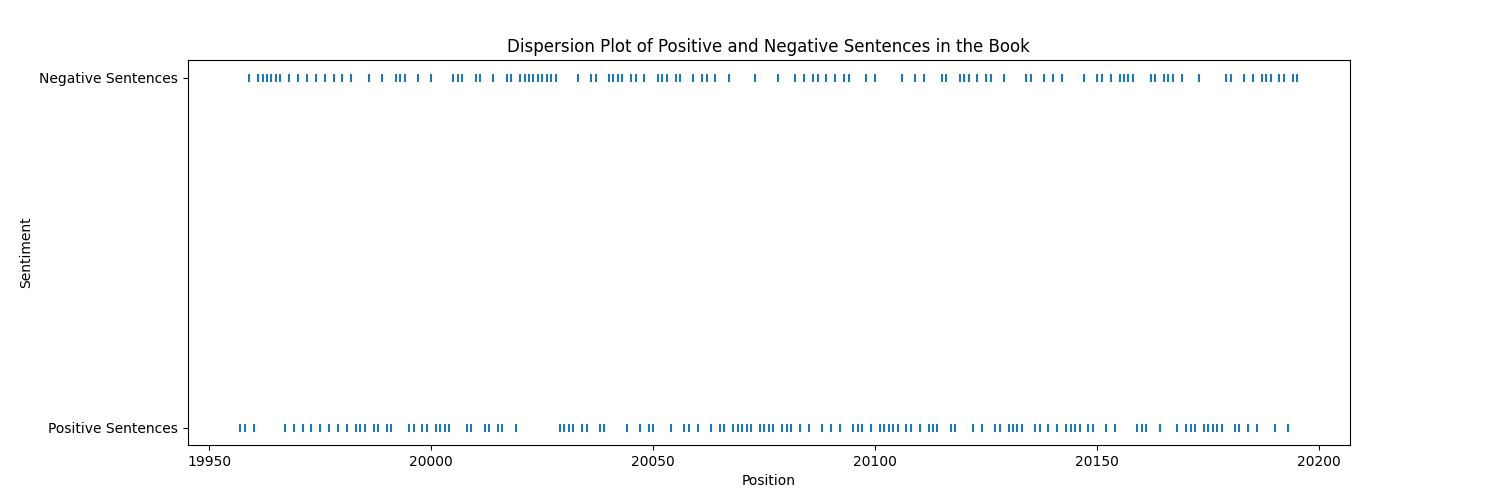 Dispersion Plot of Positive and Negative Sentences in the Book
Negative Sentences
Sentiment
Positive Sentences
19950 20000 20050 20100 20150 20200
Position